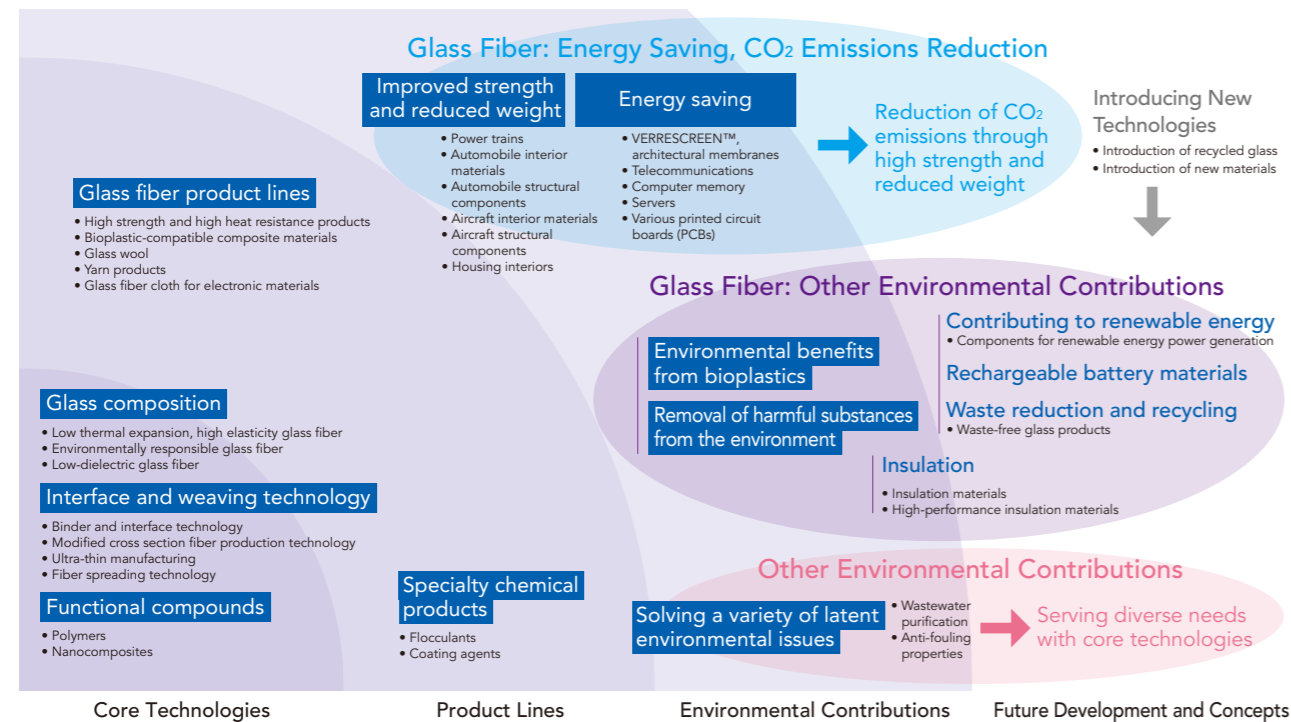 Glass Fiber: Energy Saving, CO2 Emissions Reduction
Improved strength
and reduced weight
• Power trains
• Automobile interior
materials
• Automobile structural
components
• Aircraft interior materials
• Aircraft structural
components
• Housing interiors
Energy saving
• VERRESCREEN™,
architectural membranes
• Telecommunications
• Computer memory
• Servers
• Various printed circuit
boards (PCBs)
Reduction of CO2
emissions through
high strength and
reduced weight
Introducing New
Technologies
• Introduction of recycled glass
• Introduction of new materials
Glass fiber product lines
• High strength and high heat resistance products
• Bioplastic-compatible composite materials
• Glass wool
• Yarn products
• Glass fiber cloth for electronic materials
Glass Fiber: Other Environmental Contributions
Environmental benefits
from bioplastics
Removal of harmful substances
from the environment
Contributing to renewable energy
• Components for renewable energy power generation
Rechargeable battery materials
Waste reduction and recycling
• Waste-free glass products
Insulation
• Insulation materials
• High-performance insulation materials
Glass composition
• Low thermal expansion, high elasticity glass fiber
• Environmentally responsible glass fiber
• Low-dielectric glass fiber
Interface and weaving technology
• Binder and interface technology
• Modified cross section fiber production technology
• Ultra-thin manufacturing
• Fiber spreading technology
Functional compounds
• Polymers
• Nanocomposites
Specialty chemical
products
• Flocculants
• Coating agents
Other Environmental Contributions
Solving a variety of latent
environmental issues
• Wastewater
purification
• Anti-fouling
properties
Serving diverse needs
with core technologies
Core Technologies
Product Lines
Environmental Contributions
Future Development and Concepts